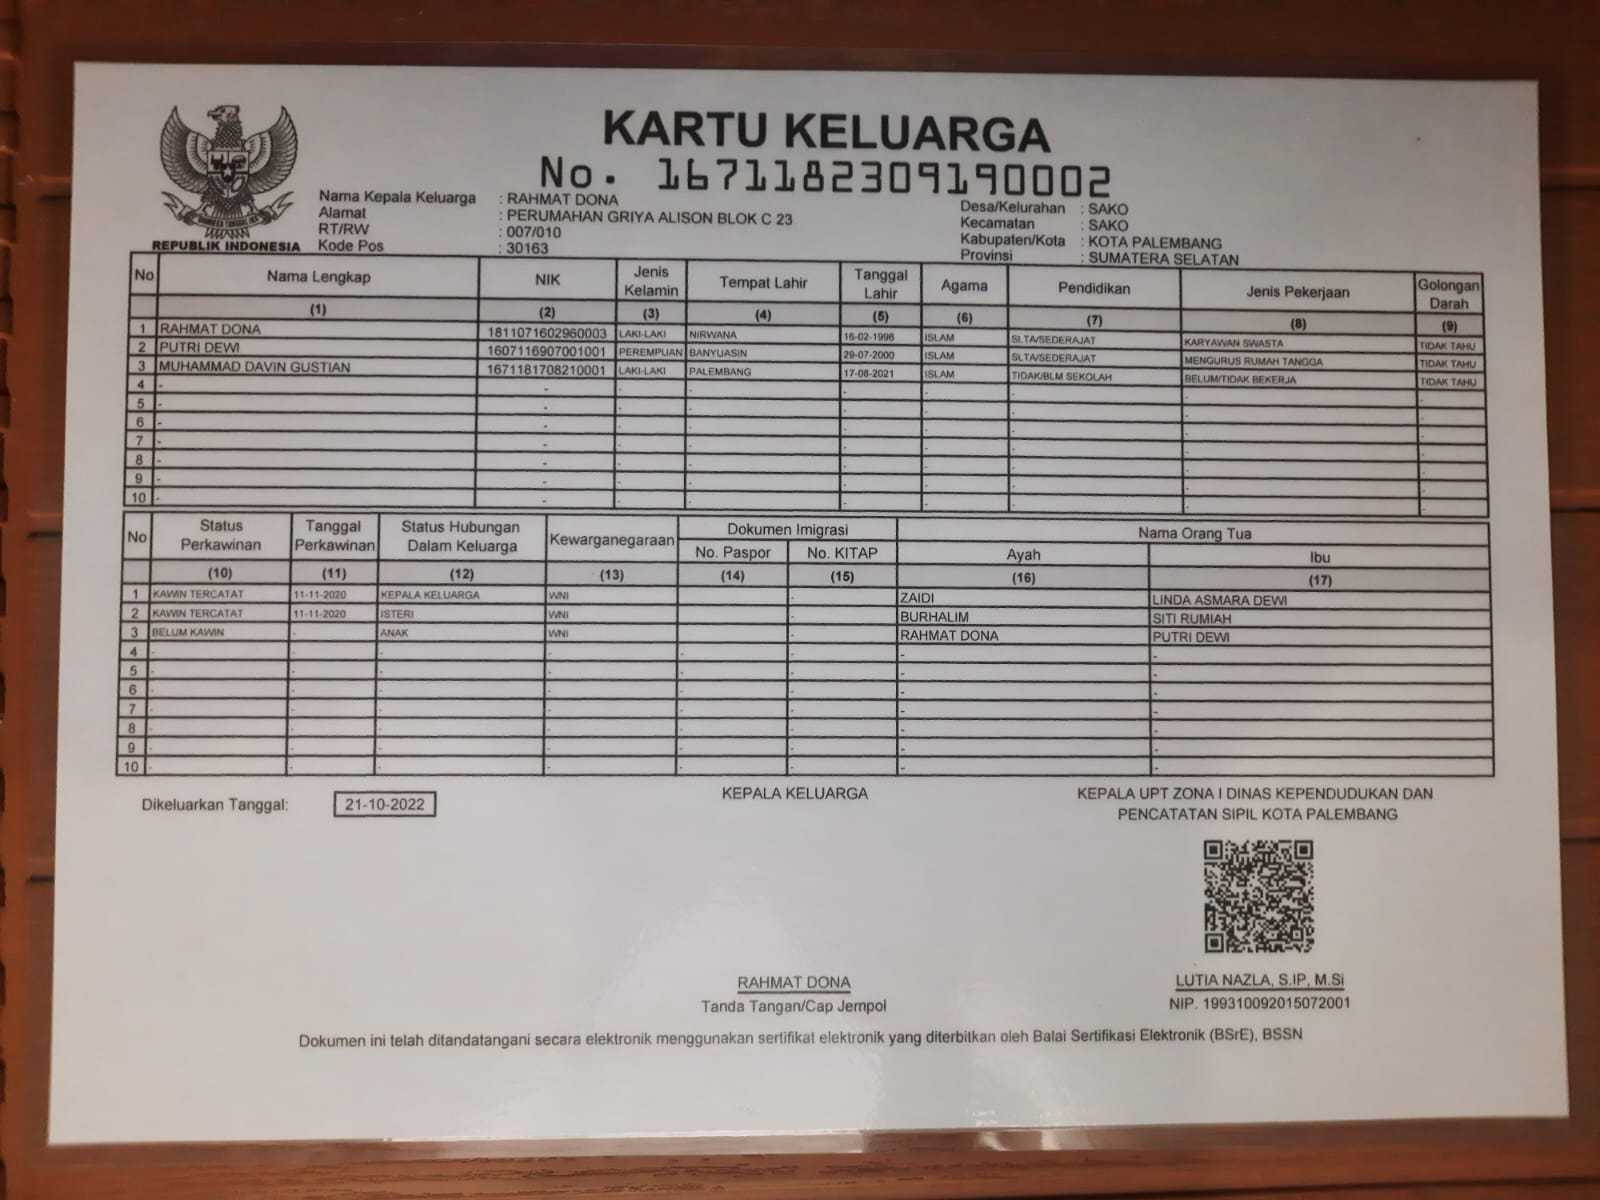 KARTU KELUARGA
No. 1671182309190002
REPUBLIK INDONESIA
Nama Kepala Keluarga : RAHMAT DONA
Alamat : PERUMAHAN GRIYA ALISON BLOK C 23
RT/RW : 007/010
Kode Pos : 30163
Desa/Kelurahan : SAKO
Kecamatan : SAKO
Kabupaten/Kota : KOTA PALEMBANG
Provinsi : SUMATERA SELATAN
No Nama Lengkap NIK Jenis Kelamin Tempat Lahir Tanggal Lahir Agama Pendidikan Jenis Pekerjaan Golongan Darah
(1) (2) (3) (4) (5) (6) (7) (8) (9)
1 RAHMAT DONA 1811071602960003 LAKI-LAKI NIRWANA 16-02-1996 ISLAM SLTA/SEDERAJAT KARYAWAN SWASTA TIDAK TAHU
2 PUTRI DEWI 1607116907001001 PEREMPUAN BANYUASIN 29-07-2000 ISLAM SLTA/SEDERAJAT MENGURUS RUMAH TANGGA TIDAK TAHU
3 MUHAMMAD DAVIN GUSTIAN 1671181708210001 LAKI-LAKI PALEMBANG 17-08-2021 ISLAM TIDAK/BLM SEKOLAH BELUM/TIDAK BEKERJA TIDAK TAHU
4 - - - - - - - - -
5 - - - - - - - - -
6 - - - - - - - - -
7 - - - - - - - - -
8 - - - - - - - - -
9 - - - - - - - - -
10 - - - - - - - - -
No Status Perkawinan Tanggal Perkawinan Status Hubungan Dalam Keluarga Kewarganegaraan Dokumen Imigrasi Nama Orang Tua
No. Paspor No. KITAP Ayah Ibu
(10) (11) (12) (13) (14) (15) (16) (17)
1 KAWIN TERCATAT 11-11-2020 KEPALA KELUARGA WNI - - ZAIDI LINDA ASMARA DEWI
2 KAWIN TERCATAT 11-11-2020 ISTERI WNI - - BURHALIM SITI RUMIAH
3 BELUM KAWIN - ANAK WNI - - RAHMAT DONA PUTRI DEWI
4 - - - - - - - -
5 - - - - - - - -
6 - - - - - - - -
7 - - - - - - - -
8 - - - - - - - -
9 - - - - - - - -
10 - - - - - - - -
Dikeluarkan Tanggal: 21-10-2022
KEPALA KELUARGA
RAHMAT DONA
Tanda Tangan/Cap Jempol
KEPALA UPT ZONA I DINAS KEPENDUDUKAN DAN
PENCATATAN SIPIL KOTA PALEMBANG
LUTIA NAZLA, S.IP, M.Si
NIP. 199310092015072001
Dokumen ini telah ditandatangani secara elektronik menggunakan sertifikat elektronik yang diterbitkan oleh Balai Sertifikasi Elektronik (BSrE), BSSN